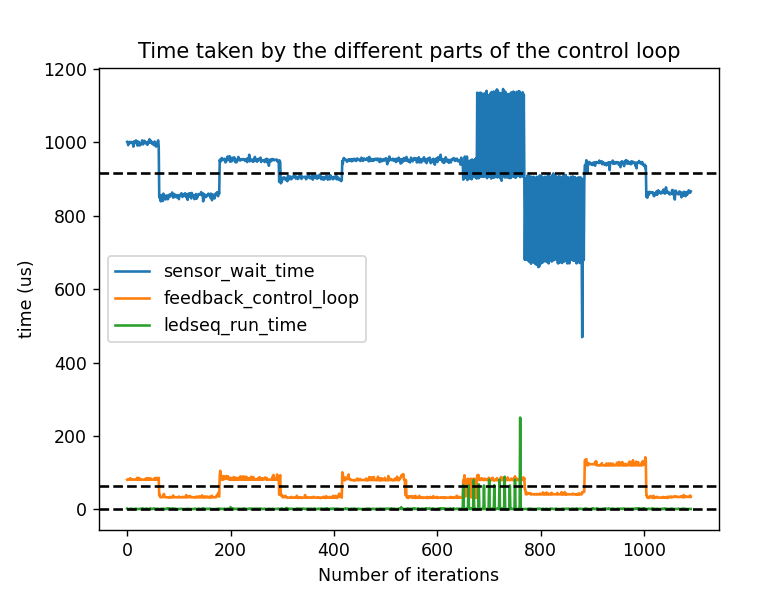 Time taken by the different parts of the control loop
1200
1000
800
600
400
200
0
time (us)
sensor_wait_time
feedback_control_loop
ledseq_run_time
0 200 400 600 800 1000
Number of iterations